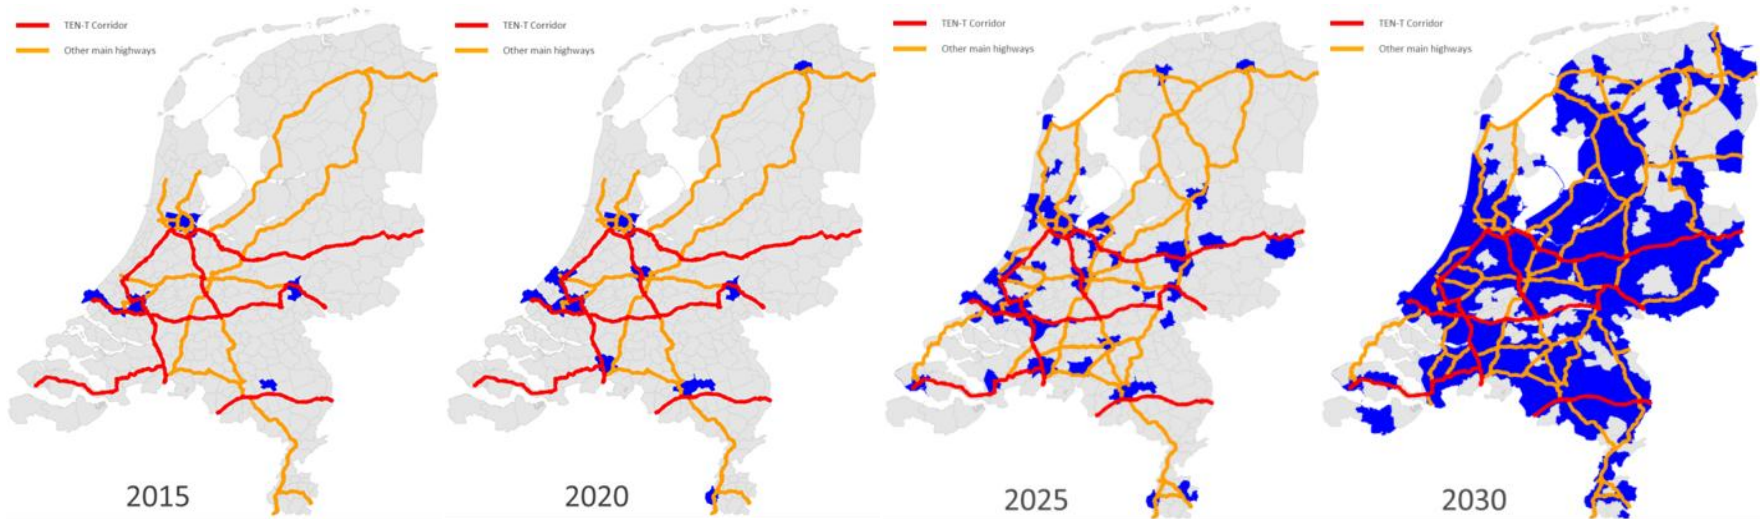 TEN-T Corridor
Other main highways
2015
TEN-T Corridor
Other main highways
2020
TEN-T Corridor
Other main highways
2025
TEN-T Corridor
Other main highways
2030